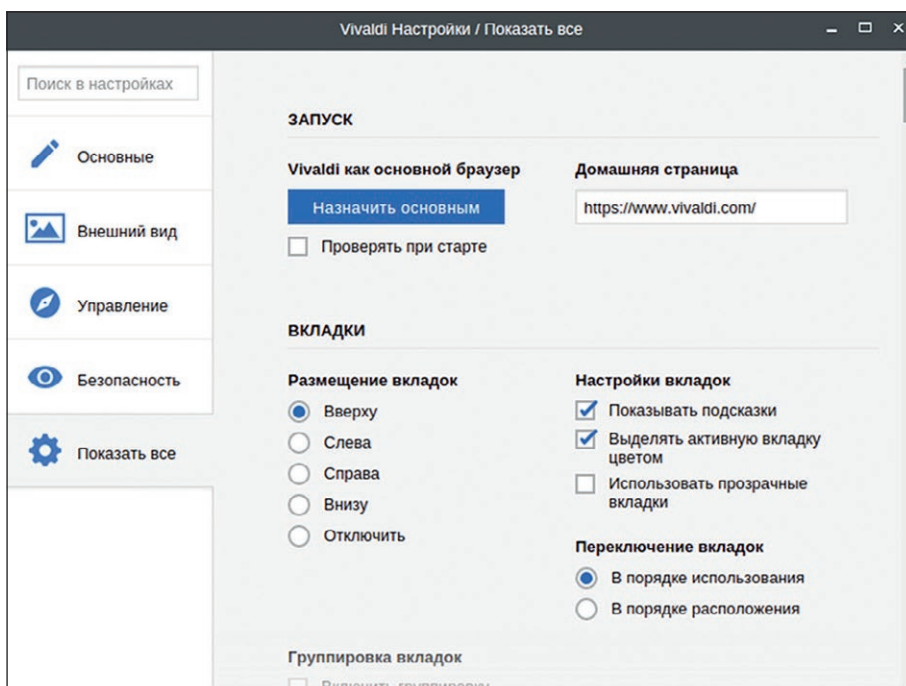 Vivaldi Настройки / Показать все
Поиск в настройках
Основные
Внешний вид
Управление
Безопасность
Показать все
ЗАПУСК
Vivaldi как основной браузер
Назначить основным
Проверять при старте
Домашняя страница
https://www.vivaldi.com/
ВКЛАДКИ
Размещение вкладок
Вверху
Слева
Справа
Внизу
Отключить
Настройки вкладок
Показывать подсказки
Выделять активную вкладку
цветом
Использовать прозрачные
вкладки
Переключение вкладок
В порядке использования
В порядке расположения
Группировка вкладок
Включить группировку